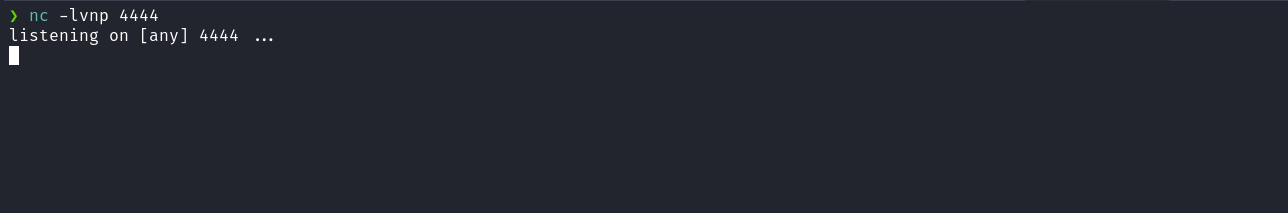 ❯ nc -lvnp 4444
listening on [any] 4444 ...